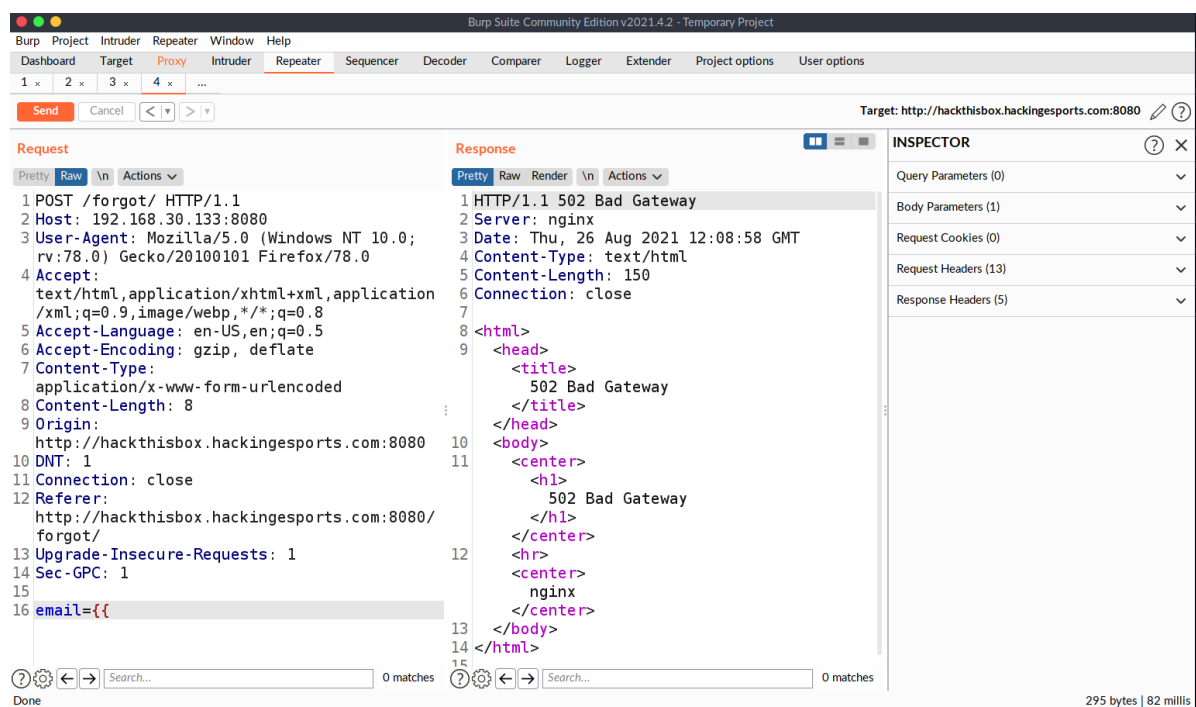 Burp Suite Community Edition v2021.4.2 - Temporary Project
Burp Project Intruder Repeater Window Help
Dashboard Target Proxy Intruder Repeater Sequencer Decoder Comparer Logger Extender Project options User options
1 × 2 × 3 × 4 × ...
Send Cancel < ▼ > ▼ Target: http://hackthisbox.hackingesports.com:8080 ?
Request
Pretty Raw \n Actions
1 POST /forgot/ HTTP/1.1
2 Host: 192.168.30.133:8080
3 User-Agent: Mozilla/5.0 (Windows NT 10.0;
rv:78.0) Gecko/20100101 Firefox/78.0
4 Accept:
text/html,application/xhtml+xml,application
/xml;q=0.9,image/webp,*/*;q=0.8
5 Accept-Language: en-US,en;q=0.5
6 Accept-Encoding: gzip, deflate
7 Content-Type:
application/x-www-form-urlencoded
8 Content-Length: 8
9 Origin:
http://hackthisbox.hackingesports.com:8080
10 DNT: 1
11 Connection: close
12 Referer:
http://hackthisbox.hackingesports.com:8080/
forgot/
13 Upgrade-Insecure-Requests: 1
14 Sec-GPC: 1
15
16 email={{
? ← → Search... 0 matches
Response
Pretty Raw Render \n Actions
1 HTTP/1.1 502 Bad Gateway
2 Server: nginx
3 Date: Thu, 26 Aug 2021 12:08:58 GMT
4 Content-Type: text/html
5 Content-Length: 150
6 Connection: close
7
8 <html>
9 <head>
<title>
502 Bad Gateway
</title>
</head>
10 <body>
11 <center>
<h1>
502 Bad Gateway
</h1>
</center>
12 <hr>
<center>
nginx
</center>
13 </body>
14 </html>
15
? ← → Search... 0 matches
INSPECTOR ? ×
Query Parameters (0)
Body Parameters (1)
Request Cookies (0)
Request Headers (13)
Response Headers (5)
Done 295 bytes | 82 millis